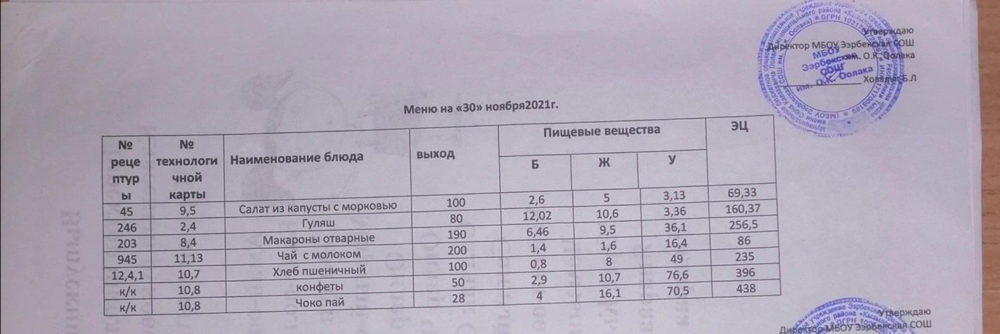 Утверждаю
Директор МБОУ Ээрбекская СОШ
им. О.К. Оолака
Ховалыг Б.Л
МБОУ
Ээрбекская
СОШ
им. О.К. Оолака
Меню на «30» ноября2021г.
№ рецептуры № технологичной карты Наименование блюда выход Пищевые вещества ЭЦ
Б Ж У
45 9,5 Салат из капусты с морковью 100 2,6 5 3,13 69,33
246 2,4 Гуляш 80 12,02 10,6 3,36 160,37
203 8,4 Макароны отварные 190 6,46 9,5 36,1 256,5
945 11,13 Чай с молоком 200 1,4 1,6 16,4 86
12,4,1 10,7 Хлеб пшеничный 100 0,8 8 49 235
к/к 10,8 конфеты 50 2,9 10,7 76,6 396
к/к 10,8 Чоко пай 28 4 16,1 70,5 438
Утверждаю
Директор МБОУ Ээрбекская СОШ